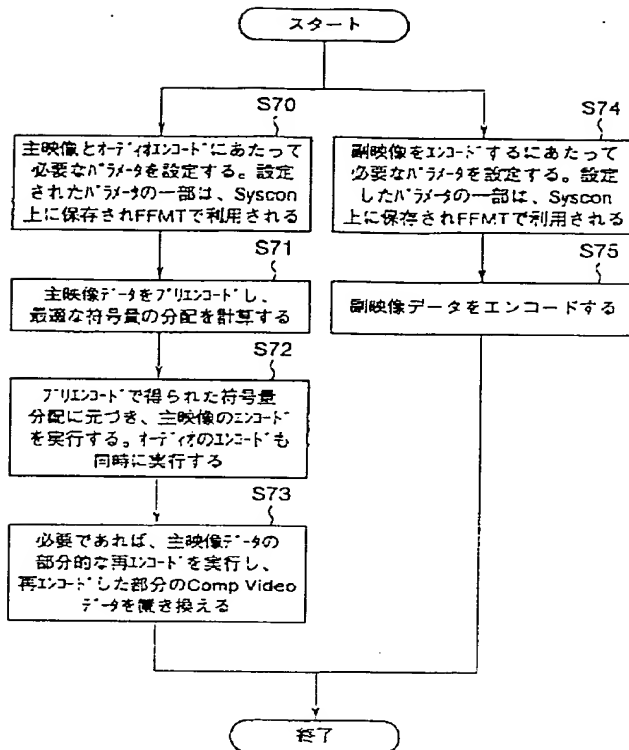 スタート
S70
主映像とオーディオエンコードにあたって
必要なパラメータを設定する。設定
されたパラメータの一部は、Syscon
上に保存されFFMTで利用される
S71
主映像データをプリエンコードし、
最適な符号量の分配を計算する
S72
プリエンコードで得られた符号量
分配に元づき、主映像のエンコード
を実行する。オーディオのエンコードも
同時に実行する
S73
必要であれば、主映像データの
部分的な再エンコードを実行し、
再エンコードした部分のComp Video
データを置き換える
S74
副映像をエンコードするにあたって
必要なパラメータを設定する。設定
したパラメータの一部は、Syscon
上に保存されFFMTで利用される
S75
副映像データをエンコードする
終了